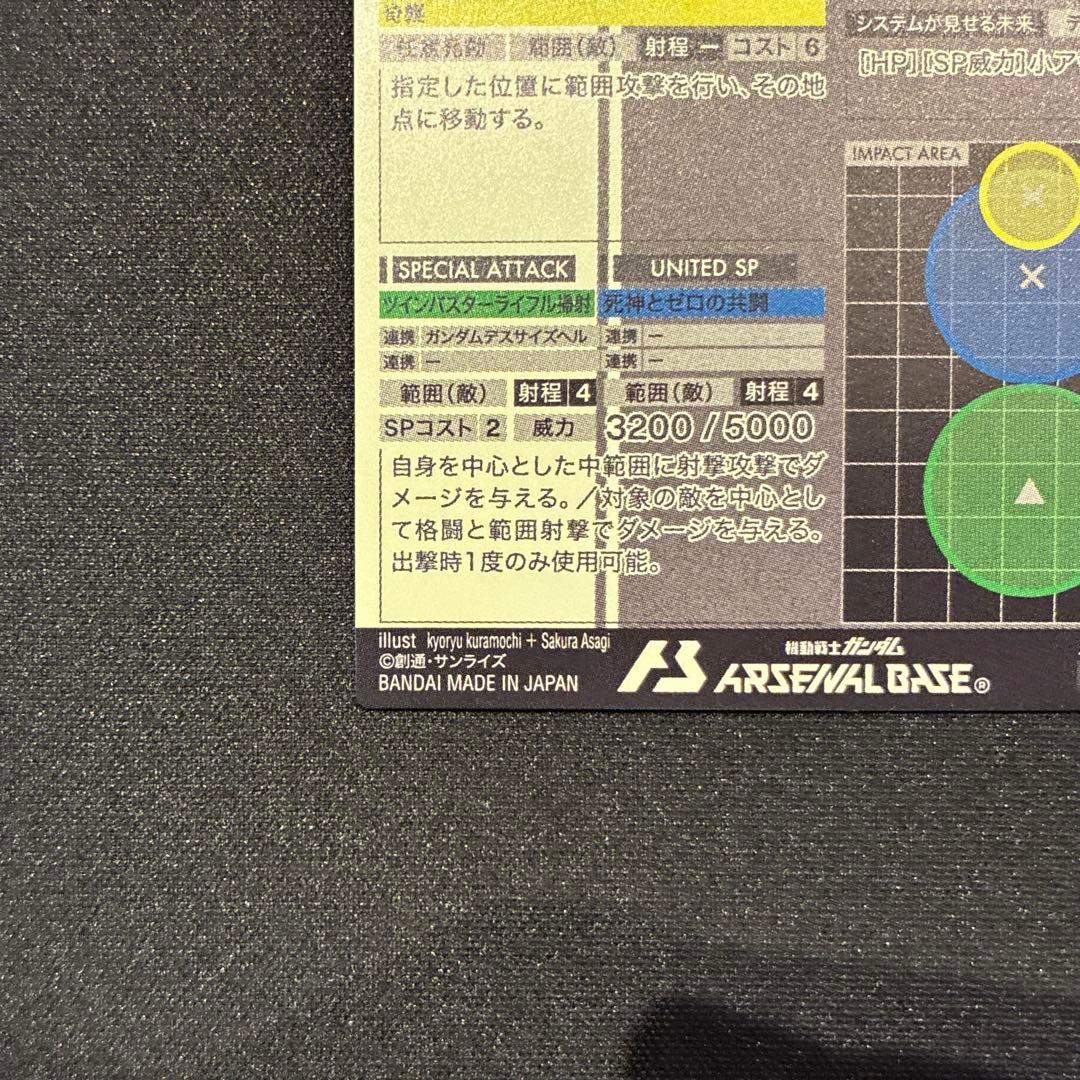 奇襲
任意発動 範囲(敵) 射程 ー コスト 6
指定した位置に範囲攻撃を行い、その地
点に移動する。
システムが見せる未来
[HP][SP威力]小ア
IMPACT AREA
SPECIAL ATTACK
UNITED SP
ツインバスターライフル掃射
死神とゼロの共闘
連携 ガンダムデスサイズヘル
連携 ー
連携 ー
連携 ー
範囲(敵) 射程 4
範囲(敵) 射程 4
SPコスト 2 威力 3200 / 5000
自身を中心とした中範囲に射撃攻撃でダ
メージを与える。/対象の敵を中心とし
て格闘と範囲射撃でダメージを与える。
出撃時1度のみ使用可能。
illust kyoryu kuramochi + Sakura Asagi
©創通・サンライズ
BANDAI MADE IN JAPAN
AB
機動戦士ガンダム
ARSENAL BASE®